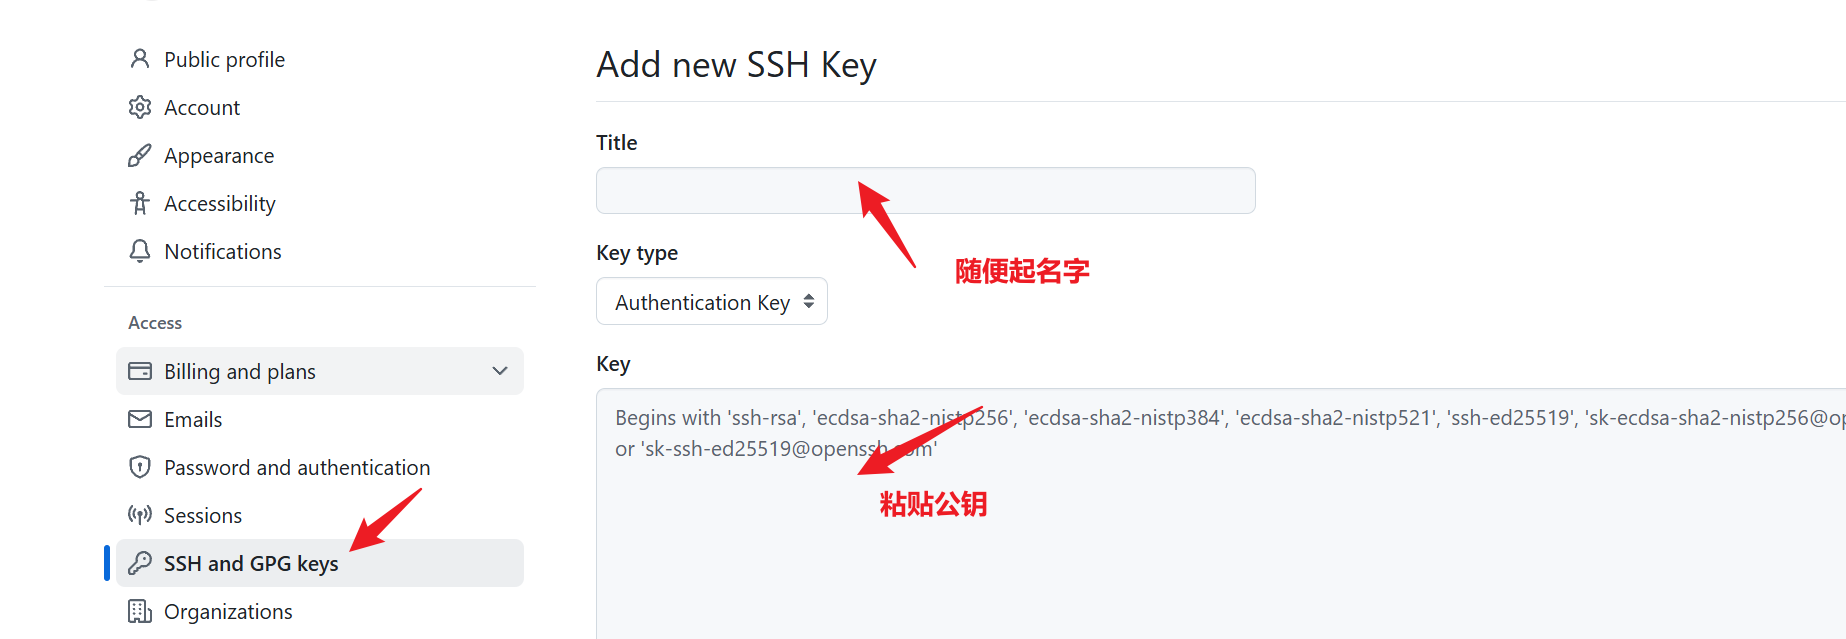 Public profile
Account
Appearance
Accessibility
Notifications
Access
Billing and plans
Emails
Password and authentication
Sessions
SSH and GPG keys
Organizations
Add new SSH Key
Title
随便起名字
Key type
Authentication Key
Key
Begins with 'ssh-rsa', 'ecdsa-sha2-nistp256', 'ecdsa-sha2-nistp384', 'ecdsa-sha2-nistp521', 'ssh-ed25519', 'sk-ecdsa-sha2-nistp256@op
or 'sk-ssh-ed25519@openssh.com'
粘贴公钥